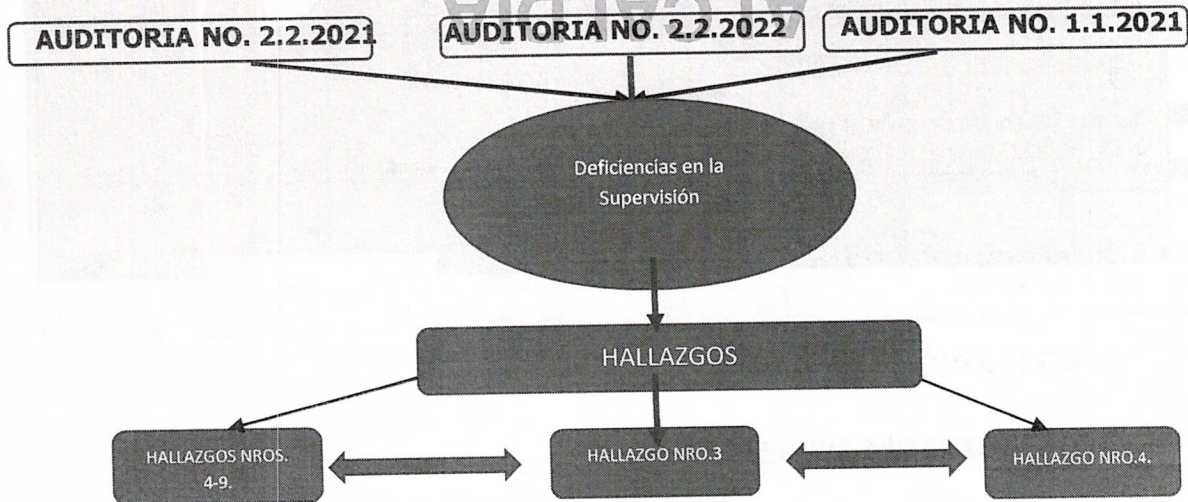 AUDITORIA NO. 2.2.2021
AUDITORIA NO. 2.2.2022
AUDITORIA NO. 1.1.2021
Deficiencias en la
Supervisión
HALLAZGOS
HALLAZGOS NROS.
4-9.
HALLAZGO NRO.3
HALLAZGO NRO.4.